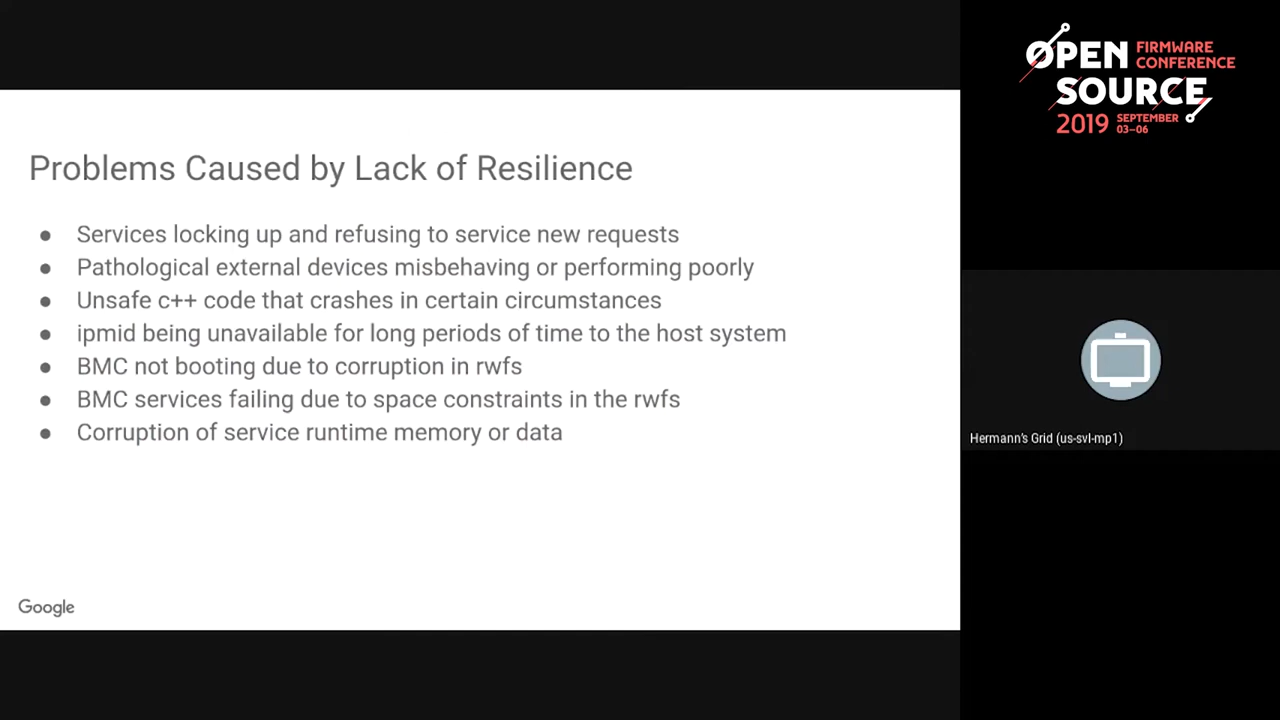 Problems Caused by Lack of Resilience
● Services locking up and refusing to service new requests
● Pathological external devices misbehaving or performing poorly
● Unsafe c++ code that crashes in certain circumstances
● ipmid being unavailable for long periods of time to the host system
● BMC not booting due to corruption in rwfs
● BMC services failing due to space constraints in the rwfs
● Corruption of service runtime memory or data
Google
OPEN FIRMWARE
CONFERENCE
SOURCE
2019 SEPTEMBER
03–06
Hermann's Grid (us-svl-mp1)